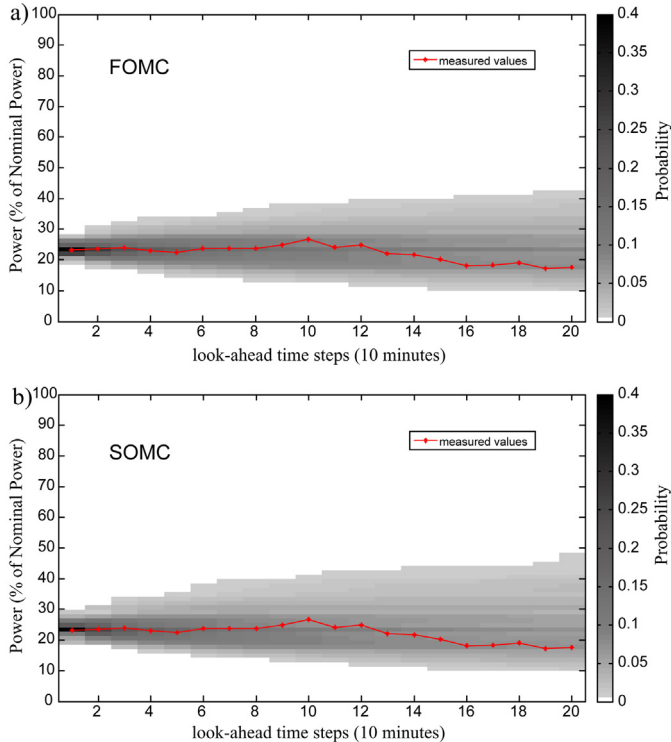 a)
FOMC
measured values
Power (% of Nominal Power)
100
90
80
70
60
50
40
30
20
10
0
2 4 6 8 10 12 14 16 18 20
look-ahead time steps (10 minutes)
0.4
0.35
0.3
0.25
0.2
0.15
0.1
0.05
0
Probability
b)
SOMC
measured values
Power (% of Nominal Power)
100
90
80
70
60
50
40
30
20
10
0
2 4 6 8 10 12 14 16 18 20
look-ahead time steps (10 minutes)
0.4
0.3
0.2
0.15
0.1
0.05
0
Probability